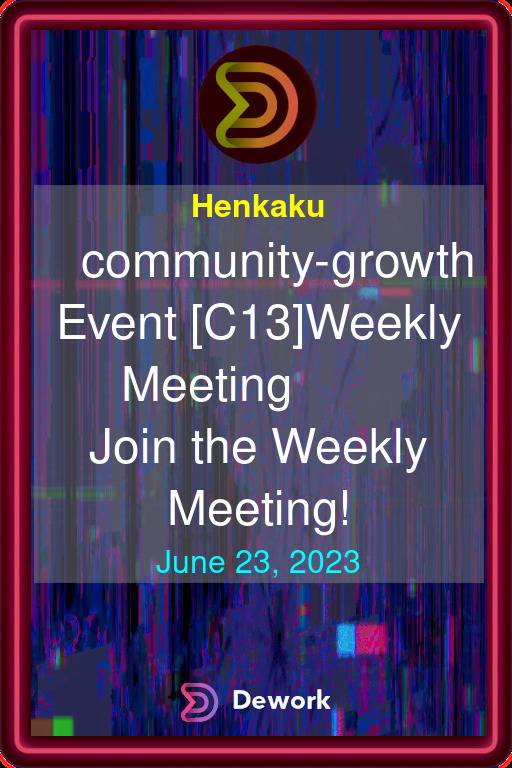 Henkaku
community-growth
Event [C13]Weekly
Meeting
Join the Weekly
Meeting!
June 23, 2023
Dework